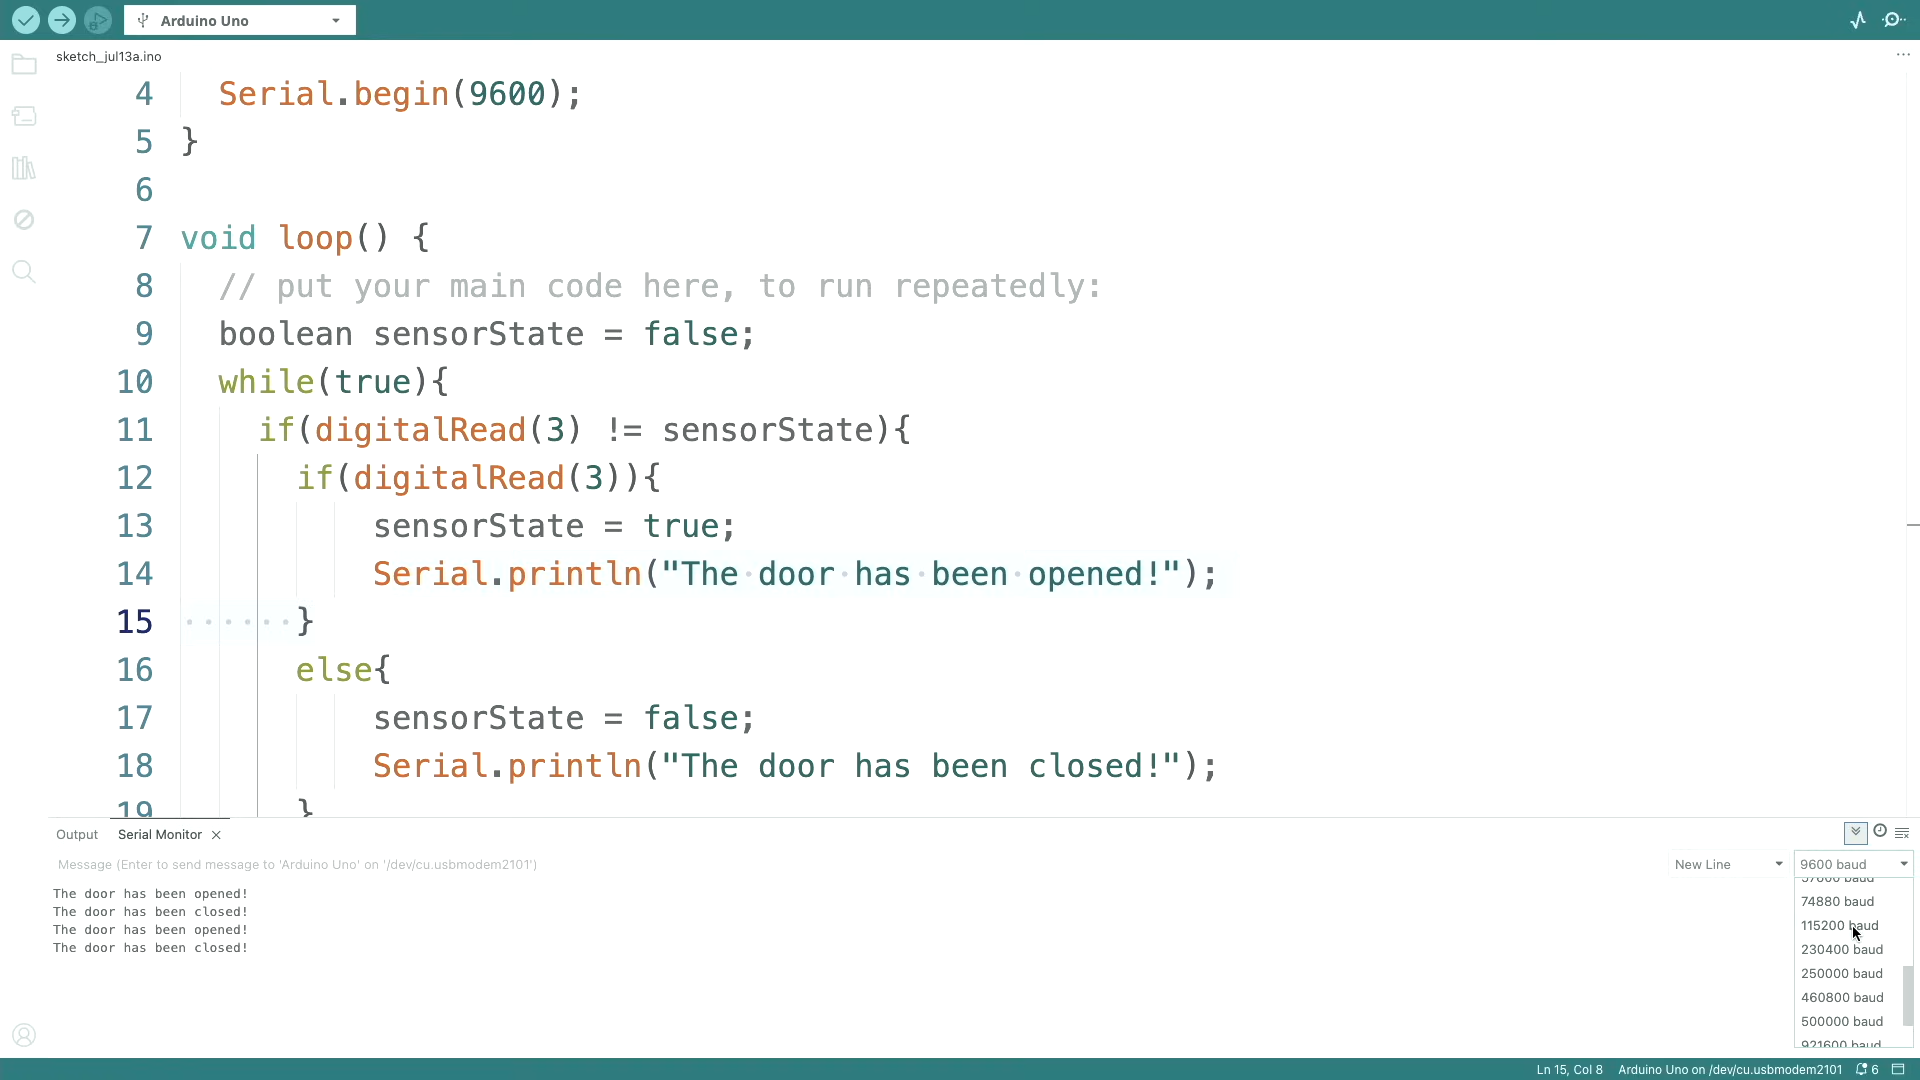 Arduino Uno
sketch_jul13a.ino
4 Serial.begin(9600);
5 }
6
7 void loop() {
8 // put your main code here, to run repeatedly:
9 boolean sensorState = false;
10 while(true){
11 if(digitalRead(3) != sensorState){
12 if(digitalRead(3)){
13 sensorState = true;
14 Serial.println("The door has been opened!");
15 }
16 else{
17 sensorState = false;
18 Serial.println("The door has been closed!");
19 }
Output Serial Monitor
Message (Enter to send message to 'Arduino Uno' on '/dev/cu.usbmodem2101')
New Line 9600 baud
The door has been opened!
The door has been closed!
The door has been opened!
The door has been closed!
57600 baud
74880 baud
115200 baud
230400 baud
250000 baud
460800 baud
500000 baud
921600 baud
Ln 15, Col 8 Arduino Uno on /dev/cu.usbmodem2101 6